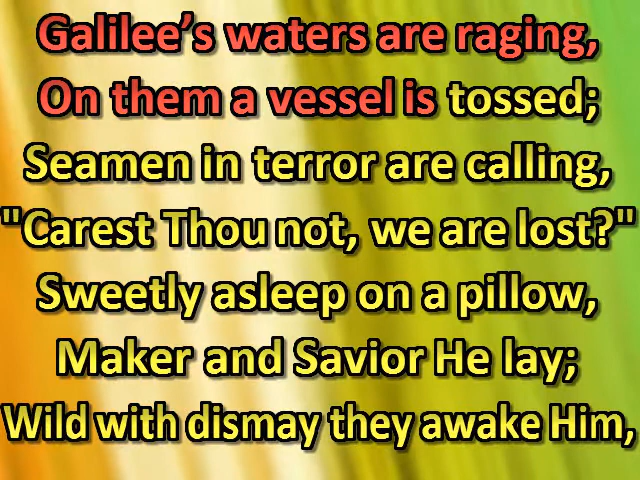 Galilee’s waters are raging,
On them a vessel is tossed;
Seamen in terror are calling,
"Carest Thou not, we are lost?"
Sweetly asleep on a pillow,
Maker and Savior He lay;
Wild with dismay they awake Him,